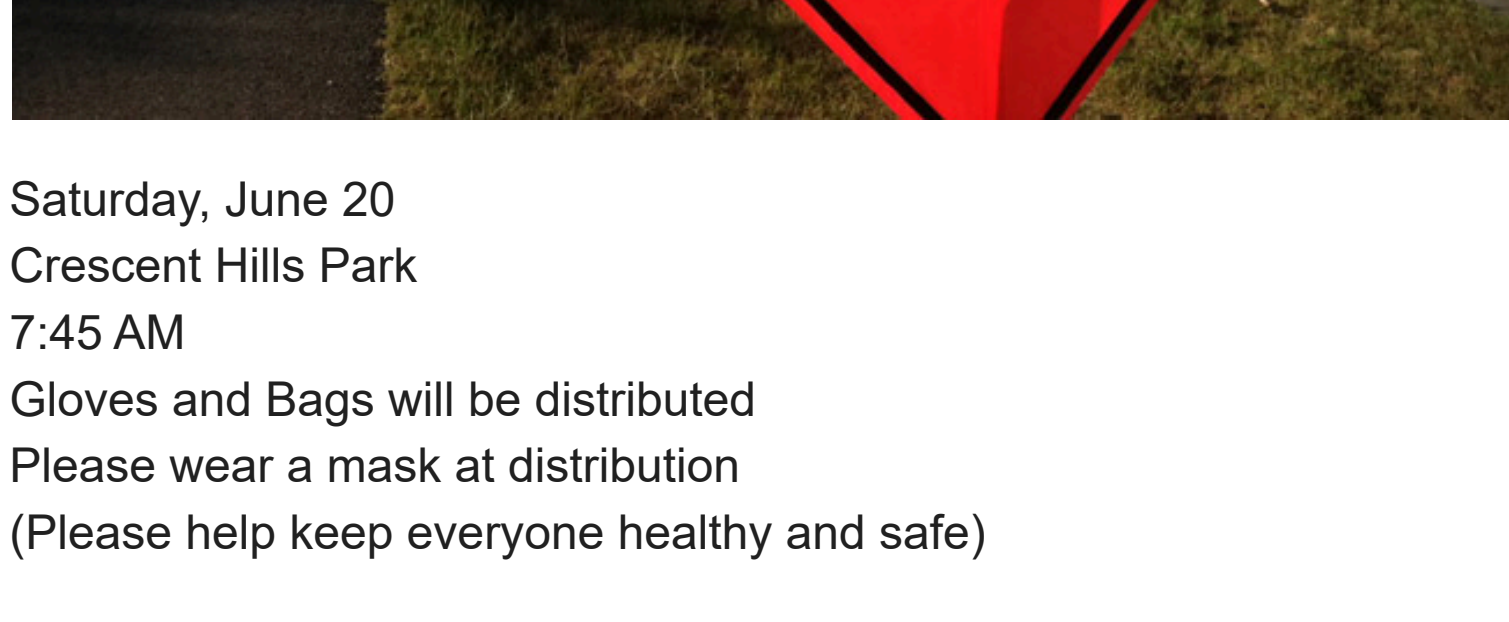 Saturday, June 20
Crescent Hills Park
7:45 AM
Gloves and Bags will be distributed
Please wear a mask at distribution
(Please help keep everyone healthy and safe)